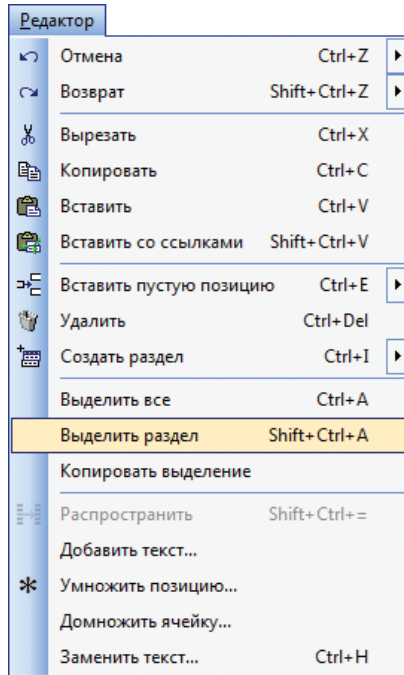 Редактор
Отмена Ctrl+Z
Возврат Shift+Ctrl+Z
Вырезать Ctrl+X
Копировать Ctrl+C
Вставить Ctrl+V
Вставить со ссылками Shift+Ctrl+V
Вставить пустую позицию Ctrl+E
Удалить Ctrl+Del
Создать раздел Ctrl+I
Выделить все Ctrl+A
Выделить раздел Shift+Ctrl+A
Копировать выделение
Распространить Shift+Ctrl+=
Добавить текст...
Умножить позицию...
Домножить ячейку...
Заменить текст... Ctrl+H